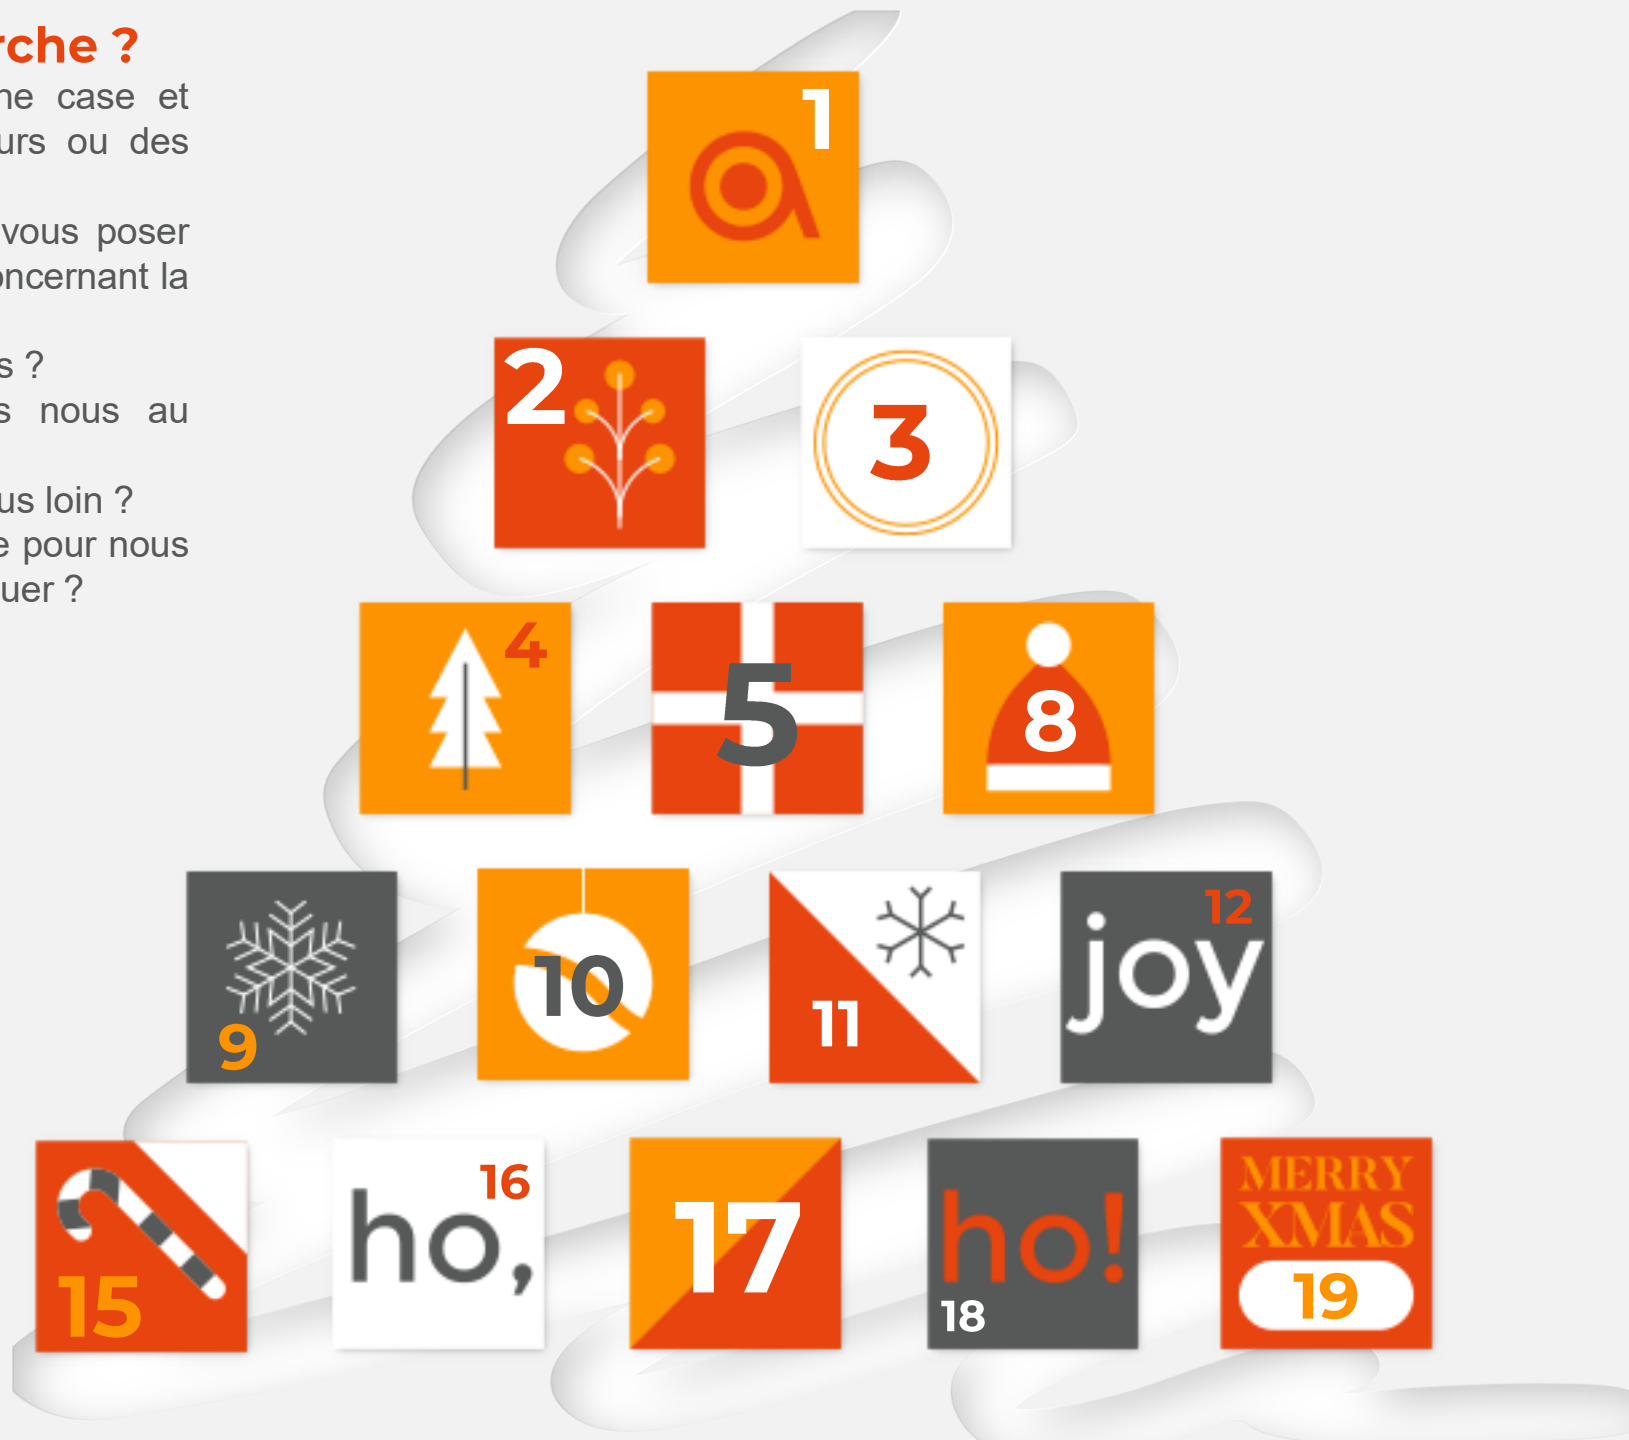 rche ?
ne case et
urs ou des
vous poser
oncernant la
s ?
s nous au
us loin ?
e pour nous
uer ?
1
2
3
4
5
8
9
10
11
12
joy
15
16
ho,
17
ho!
18
MERRY
XMAS
19